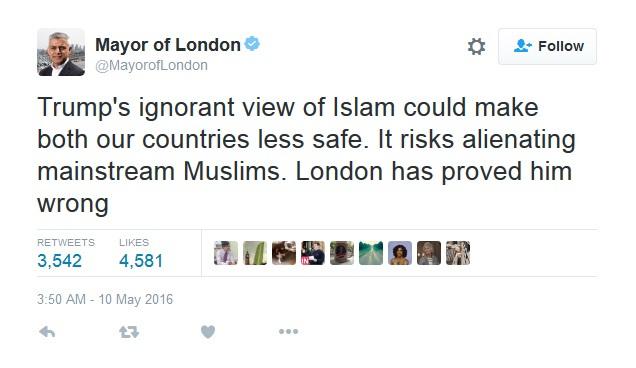 Mayor of London
@MayorofLondon
Follow
Trump's ignorant view of Islam could make
both our countries less safe. It risks alienating
mainstream Muslims. London has proved him
wrong
RETWEETS LIKES
3,542 4,581
3:50 AM - 10 May 2016